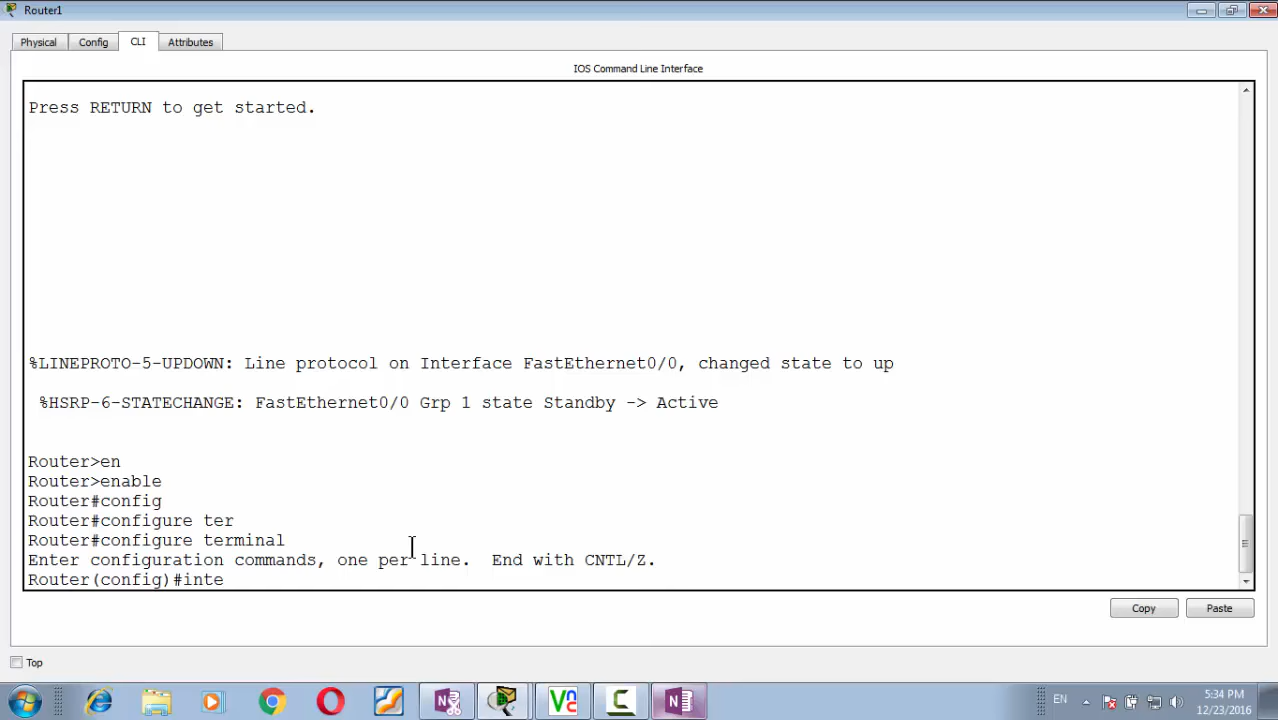 Router1
Physical Config CLI Attributes
IOS Command Line Interface
Press RETURN to get started.
%LINEPROTO-5-UPDOWN: Line protocol on Interface FastEthernet0/0, changed state to up
%HSRP-6-STATECHANGE: FastEthernet0/0 Grp 1 state Standby -> Active
Router>en
Router>enable
Router#config
Router#configure ter
Router#configure terminal
Enter configuration commands, one per line.  End with CNTL/Z.
Router(config)#inte
Copy Paste
Top
EN
5:34 PM
12/23/2016